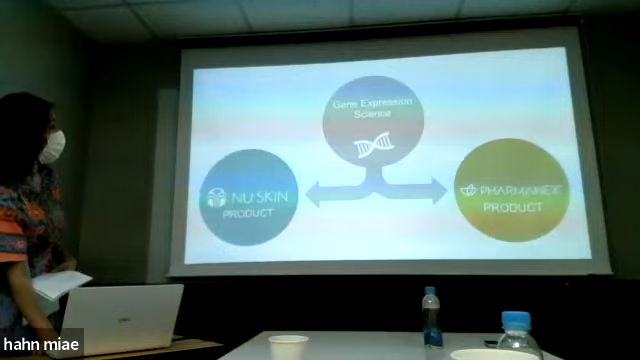 Gene Expression
Science
NU SKIN
PRODUCT
PHARMANEX
PRODUCT
hahn miae